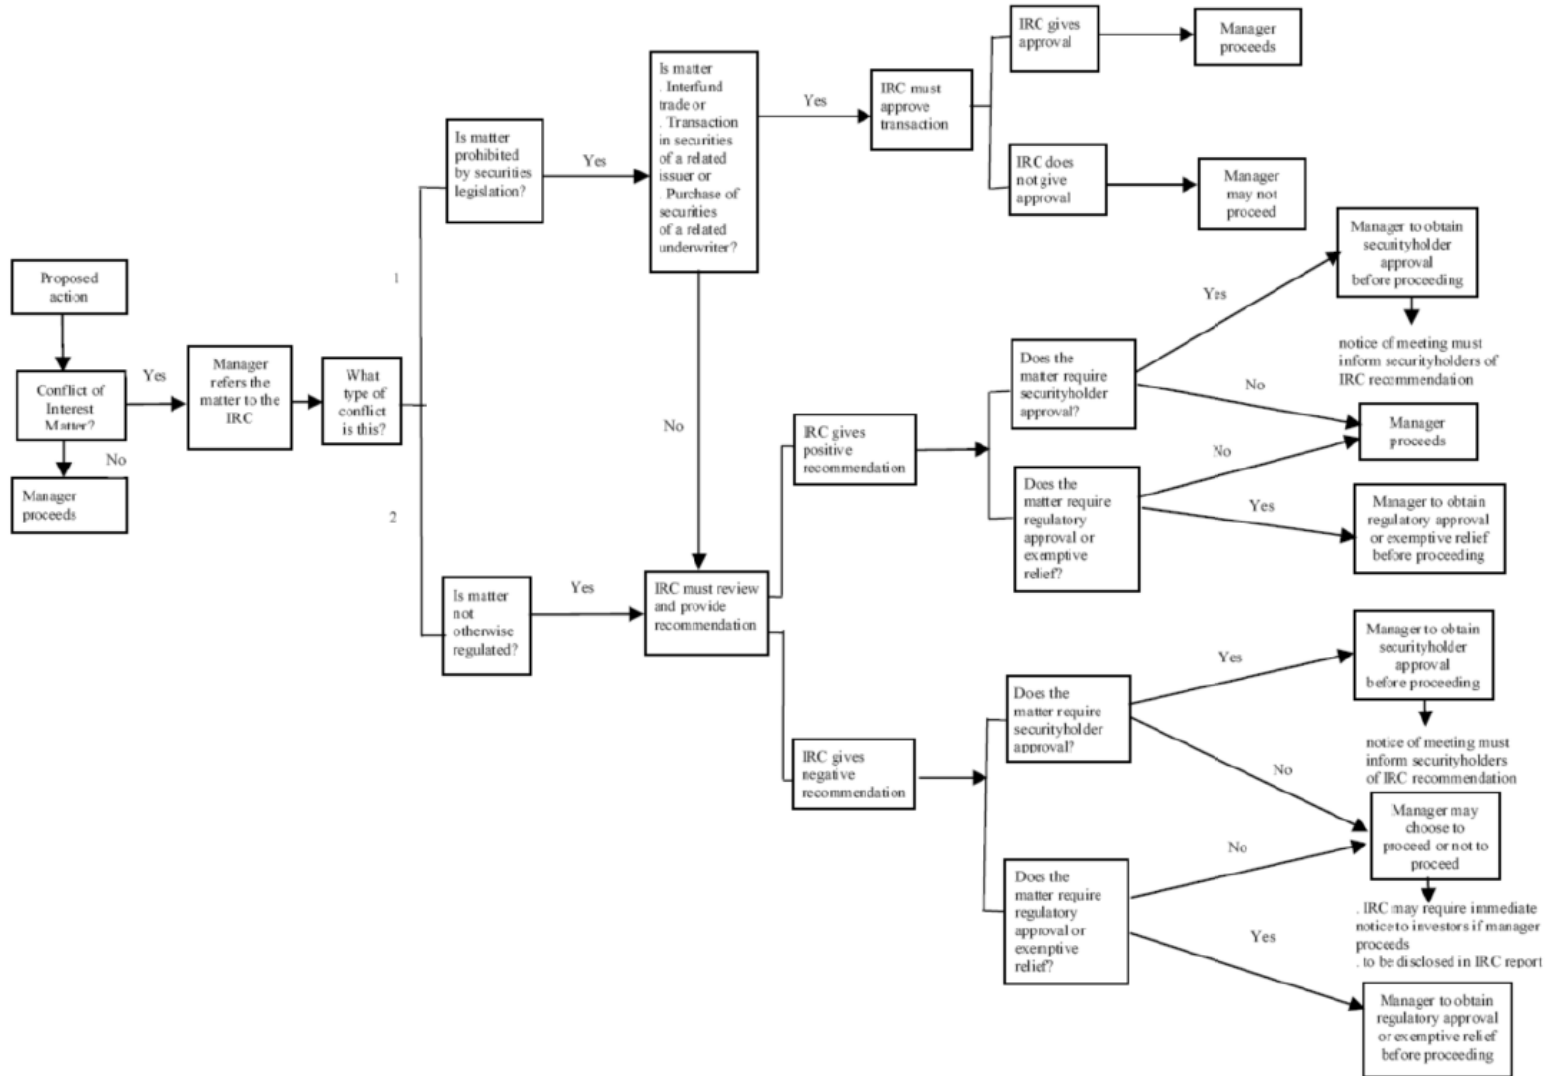 Proposed
action
Conflict of
Interest
Matter?
Yes
No
Manager
proceeds
Manager
refers the
matter to the
IRC
What
type of
conflict
is this?
1
2
Is matter
prohibited
by securities
legislation?
Yes
Is matter
. Interfund
trade or
. Transaction
in securities
of a related
issuer or
. Purchase of
securities
of a related
underwriter?
Yes
No
IRC must
approve
transaction
IRC gives
approval
Manager
proceeds
IRC does
not give
approval
Manager
may not
proceed
Is matter
not
otherwise
regulated?
Yes
IRC must review
and provide
recommendation
IRC gives
positive
recommendation
Does the
matter require
securityholder
approval?
Yes
Manager to obtain
securityholder
approval
before proceeding
notice of meeting must
inform securityholders of
IRC recommendation
No
Manager
proceeds
Does the
matter require
regulatory
approval or
exemptive
relief?
No
Yes
Manager to obtain
regulatory approval
or exemptive relief
before proceeding
IRC gives
negative
recommendation
Does the
matter require
securityholder
approval?
Yes
Manager to obtain
securityholder
approval
before proceeding
notice of meeting must
inform securityholders
of IRC recommendation
No
Manager may
choose to
proceed or not to
proceed
. IRC may require immediate
notice to investors if manager
proceeds
. to be disclosed in IRC report
Does the
matter require
regulatory
approval or
exemptive
relief?
No
Yes
Manager to obtain
regulatory approval
or exemptive relief
before proceeding